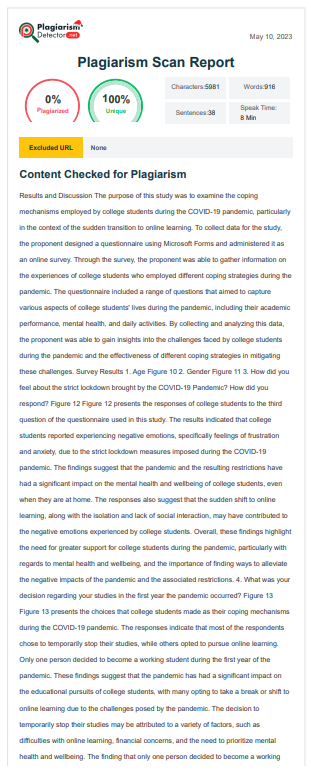 Plagiarism
Detector.net
May 10, 2023
Plagiarism Scan Report
0%
Plagiarized
100%
Unique
Characters:5981
Words:916
Sentences:38
Speak Time:
8 Min
Excluded URL
None
Content Checked for Plagiarism
Results and Discussion The purpose of this study was to examine the coping
mechanisms employed by college students during the COVID-19 pandemic, particularly
in the context of the sudden transition to online learning. To collect data for the study,
the proponent designed a questionnaire using Microsoft Forms and administered it as
an online survey. Through the survey, the proponent was able to gather information on
the experiences of college students who employed different coping strategies during the
pandemic. The questionnaire included a range of questions that aimed to capture
various aspects of college students' lives during the pandemic, including their academic
performance, mental health, and daily activities. By collecting and analyzing this data,
the proponent was able to gain insights into the challenges faced by college students
during the pandemic and the effectiveness of different coping strategies in mitigating
these challenges. Survey Results 1. Age Figure 10 2. Gender Figure 11 3. How did you
feel about the strict lockdown brought by the COVID-19 Pandemic? How did you
respond? Figure 12 Figure 12 presents the responses of college students to the third
question of the questionnaire used in this study. The results indicated that college
students reported experiencing negative emotions, specifically feelings of frustration
and anxiety, due to the strict lockdown measures imposed during the COVID-19
pandemic. The findings suggest that the pandemic and the resulting restrictions have
had a significant impact on the mental health and wellbeing of college students, even
when they are at home. The responses also suggest that the sudden shift to online
learning, along with the isolation and lack of social interaction, may have contributed to
the negative emotions experienced by college students. Overall, these findings highlight
the need for greater support for college students during the pandemic, particularly with
regards to mental health and wellbeing, and the importance of finding ways to alleviate
the negative impacts of the pandemic and the associated restrictions. 4. What was your
decision regarding your studies in the first year the pandemic occurred? Figure 13
Figure 13 presents the choices that college students made as their coping mechanisms
during the COVID-19 pandemic. The responses indicate that most of the respondents
chose to temporarily stop their studies, while others opted to pursue online learning.
Only one person decided to become a working student during the first year of the
pandemic. These findings suggest that the pandemic has had a significant impact on
the educational pursuits of college students, with many opting to take a break or shift to
online learning due to the challenges posed by the pandemic. The decision to
temporarily stop their studies may be attributed to a variety of factors, such as
difficulties with online learning, financial concerns, and the need to prioritize mental
health and wellbeing. The finding that only one person decided to become a working